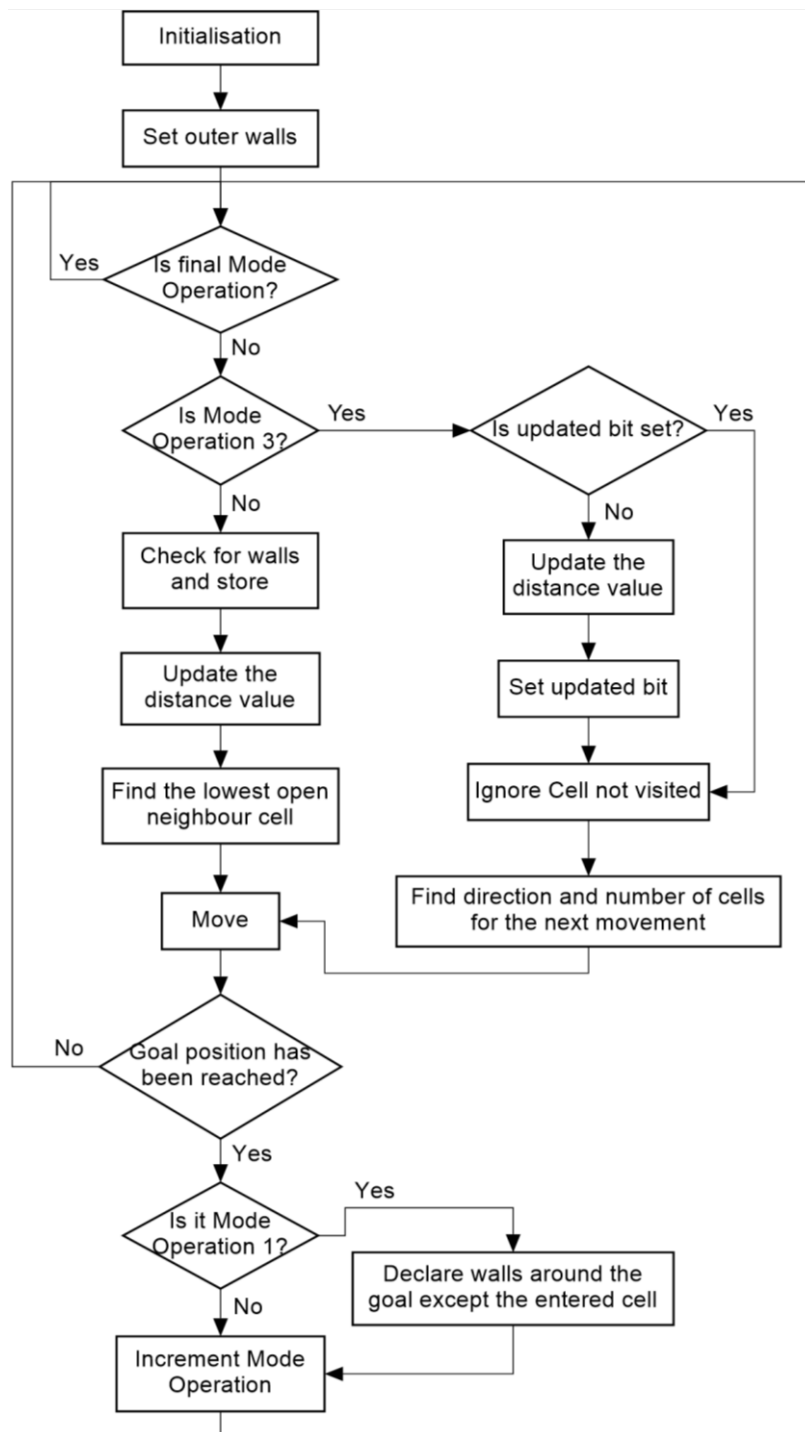 Initialisation
Set outer walls
Yes
Is final Mode
Operation?
No
Is Mode
Operation 3?
Yes
Is updated bit set?
Yes
No
No
Check for walls
and store
Update the
distance value
Update the
distance value
Set updated bit
Find the lowest open
neighbour cell
Ignore Cell not visited
Move
Find direction and number of cells
for the next movement
No
Goal position has
been reached?
Yes
Is it Mode
Operation 1?
Yes
Declare walls around the
goal except the entered cell
No
Increment Mode
Operation